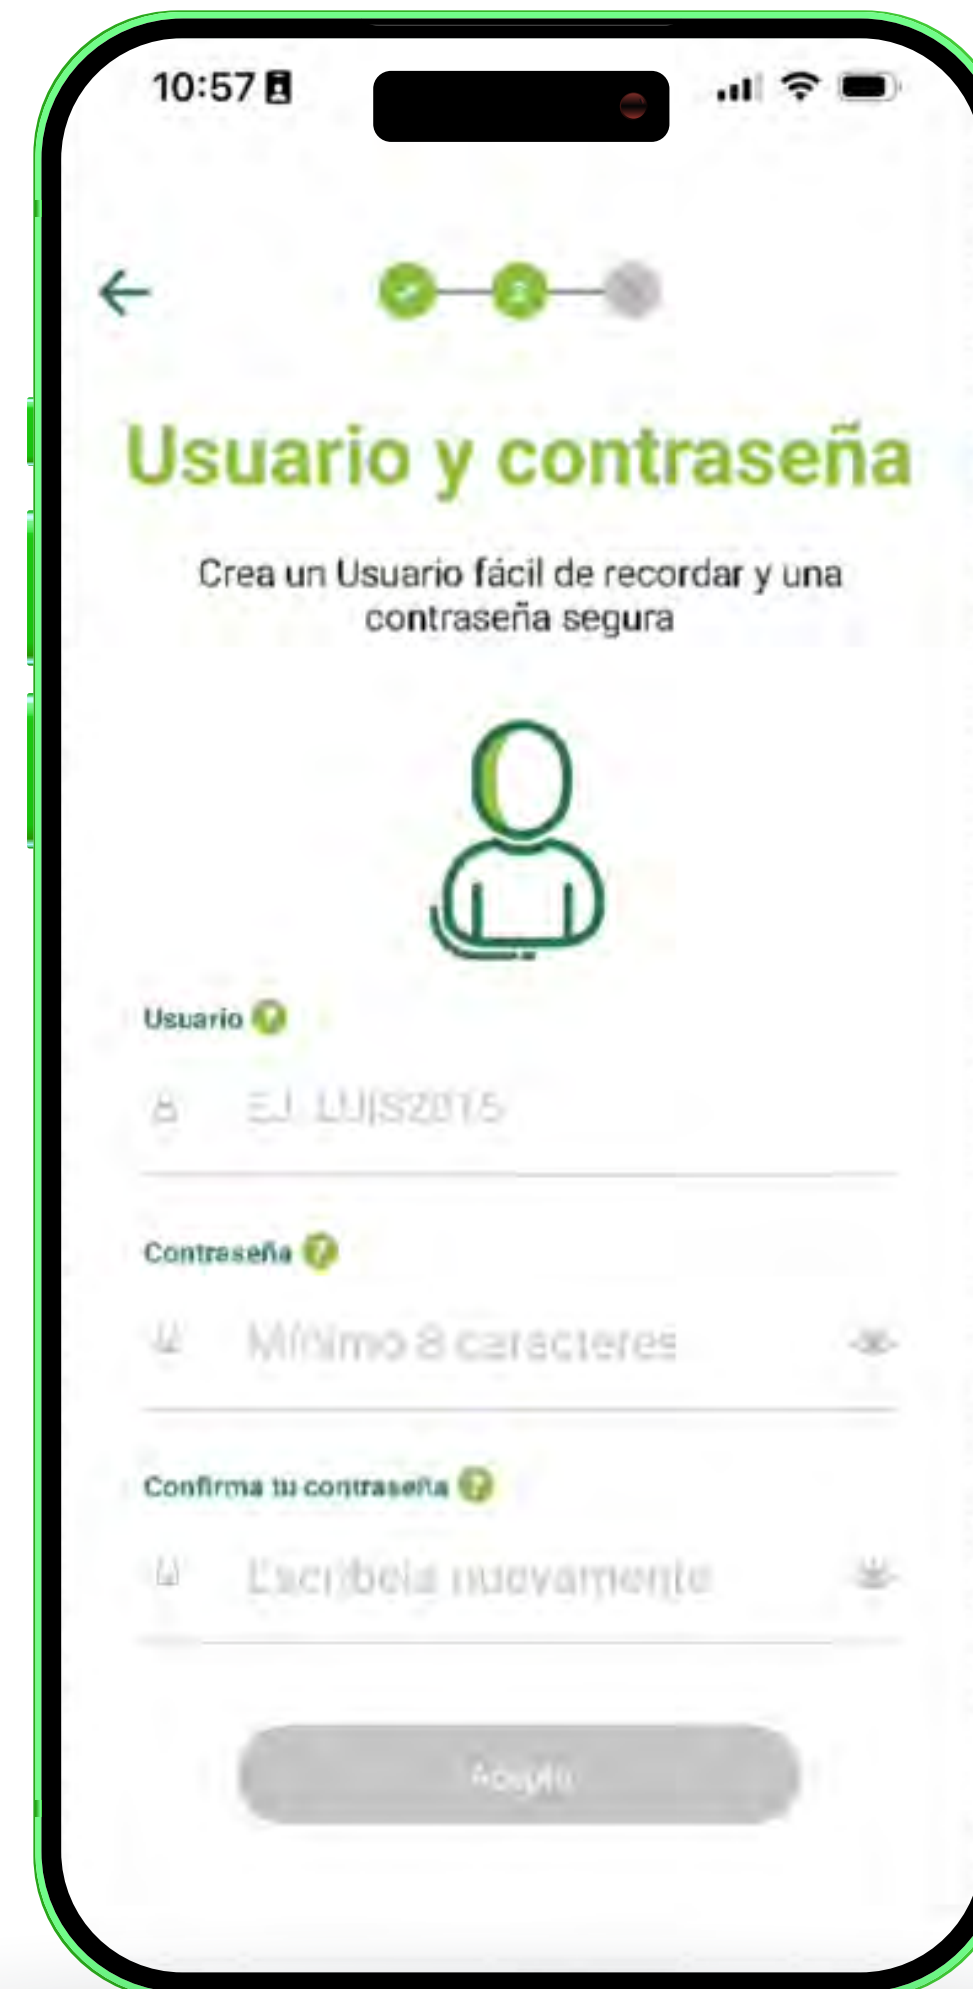 10:57
Usuario y contraseña
Crea un Usuario fácil de recordar y una
contraseña segura
Usuario ?
EJ. LUIS2015
Contraseña ?
Mínimo 8 caracteres
Confirma tu contraseña ?
Escríbela nuevamente